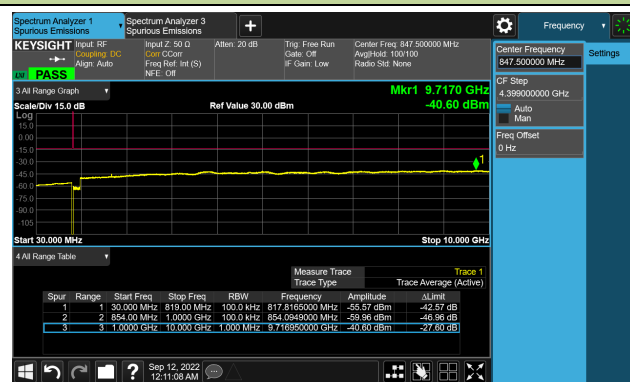 Spectrum Analyzer 1
Spurious Emissions
Spectrum Analyzer 3
Spurious Emissions
Frequency
KEYSIGHT
Input: RF
Coupling: DC
Align: Auto
Input Z: 50 Ω
Corr CCorr
Freq Ref: Int (S)
NFE: Off
Atten: 20 dB
Trig: Free Run
Gate: Off
IF Gain: Low
Center Freq: 847.500000 MHz
Avg|Hold: 100/100
Radio Std: None
PASS
Center Frequency
847.500000 MHz
Settings
CF Step
4.399000000 GHz
Auto
Man
Freq Offset
0 Hz
3 All Range Graph
Mkr1 9.7170 GHz
Scale/Div 15.0 dB
Ref Value 30.00 dBm
-40.60 dBm
Log
15.0
0.00
-15.0
-30.0
-45.0
-60.0
-75.0
-90.0
-105
1
Start 30.000 MHz
Stop 10.000 GHz
4 All Range Table
Measure Trace Trace 1
Trace Type Trace Average (Active)
Spur Range Start Freq Stop Freq RBW Frequency Amplitude ΔLimit
1 1 30.000 MHz 819.00 MHz 100.0 kHz 817.8165000 MHz -55.57 dBm -42.57 dB
2 2 854.00 MHz 1.0000 GHz 100.0 kHz 854.0949000 MHz -59.96 dBm -46.96 dB
3 3 1.0000 GHz 10.000 GHz 1.000 MHz 9.716950000 GHz -40.60 dBm -27.60 dB
Sep 12, 2022
12:11:08 AM